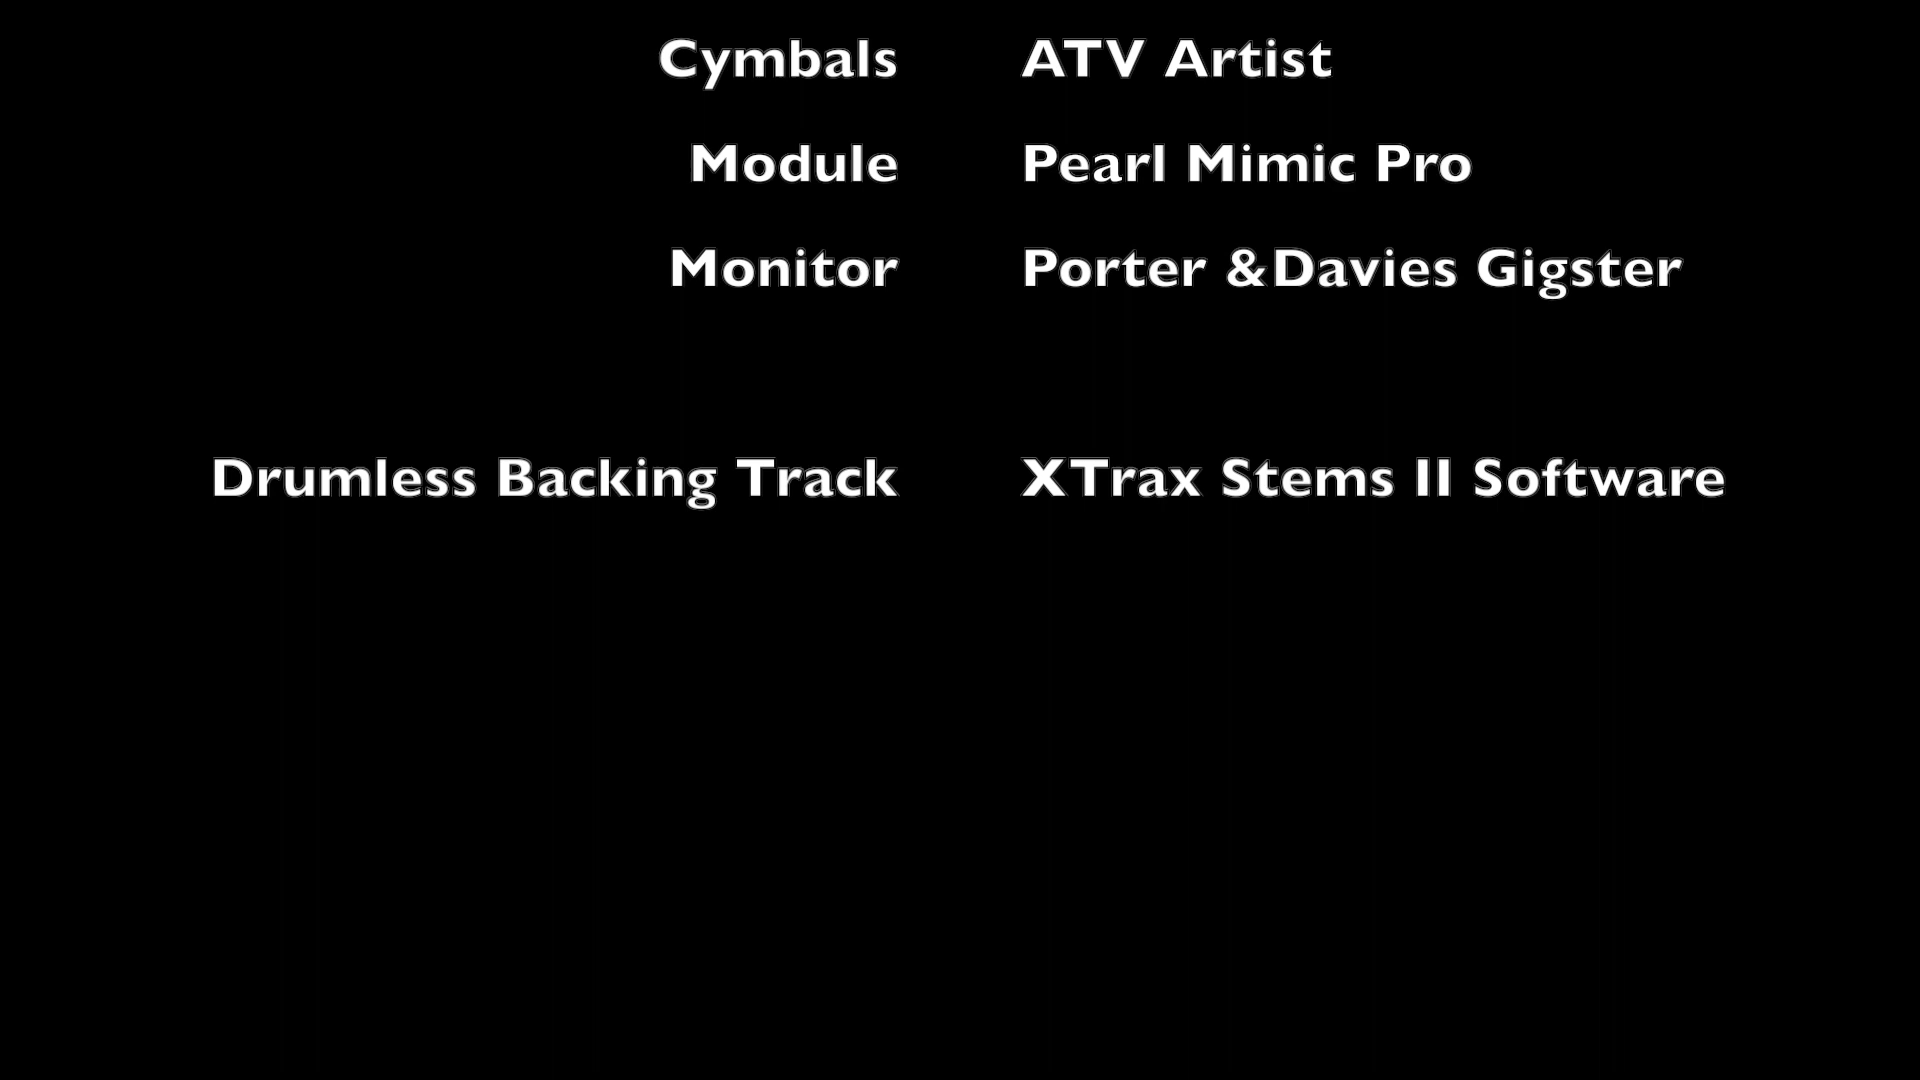 Cymbals ATV Artist
Module Pearl Mimic Pro
Monitor Porter &Davies Gigster
Drumless Backing Track XTrax Stems II Software